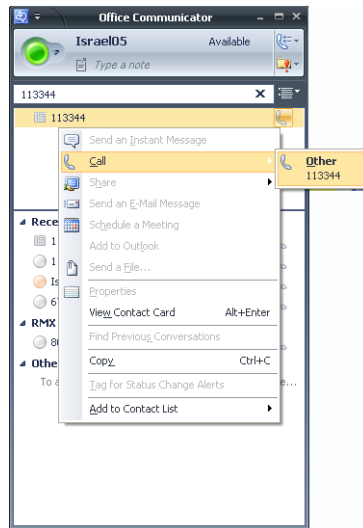 Office Communicator
Israel05 Available
Type a note
113344
113344
Send an Instant Message
Call
Other
113344
Share
Send an E-Mail Message
Schedule a Meeting
Add to Outlook
Send a File...
Properties
View Contact Card Alt+Enter
Find Previous Conversations
Copy Ctrl+C
Tag for Status Change Alerts
Add to Contact List
Rece
1
1
Is
RMX
Othe
To a